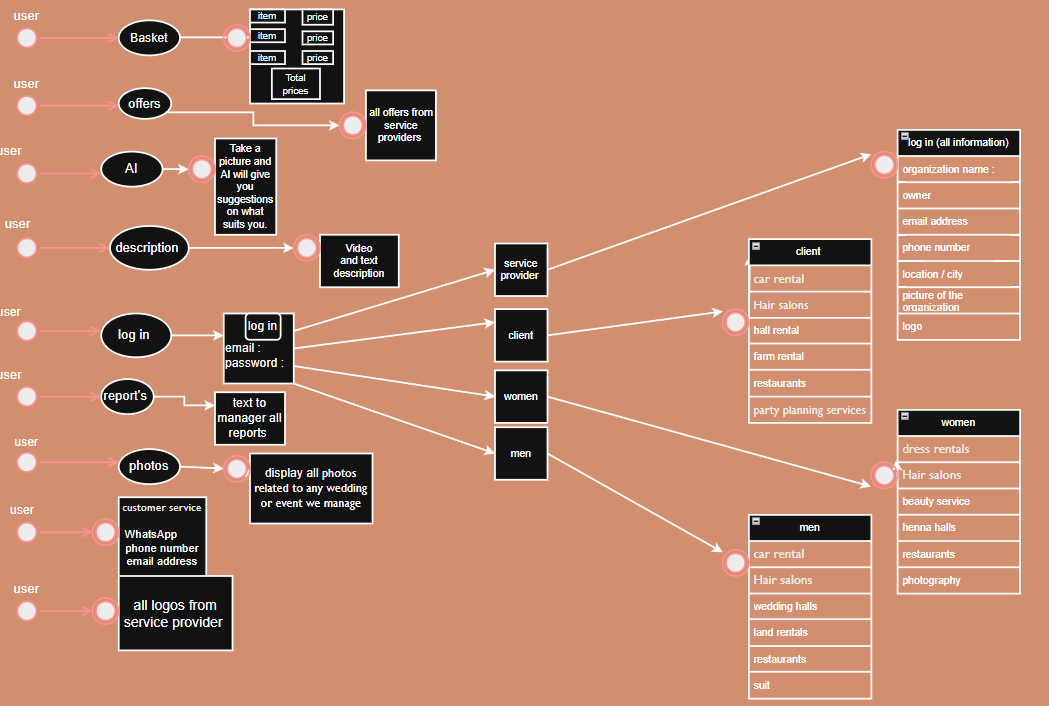 user
Basket
item price
item price
item price
Total
prices
user
offers
all offers from
service
providers
user
AI
Take a
picture and
AI will give
you
suggestions
on what
suits you.
user
description
Video
and text
description
user
log in
log in
email :
password :
service
provider
client
women
men
user
report's
text to
manager all
reports
user
photos
display all photos
related to any wedding
or event we manage
user
customer service
WhatsApp
phone number
email address
user
all logos from
service provider
log in (all information)
organization name :
owner
email address
phone number
location / city
picture of the
organization
logo
client
car rental
Hair salons
hall rental
farm rental
restaurants
party planning services
women
dress rentals
Hair salons
beauty service
henna halls
restaurants
photography
men
car rental
Hair salons
wedding halls
land rentals
restaurants
suit